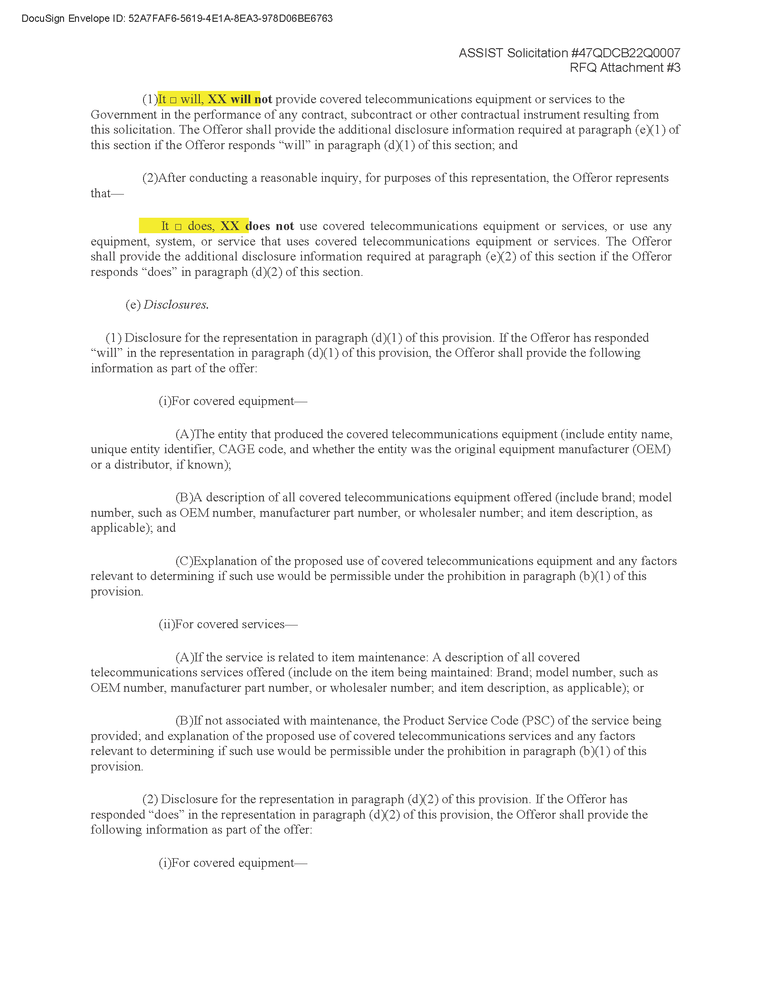 DocuSign Envelope ID: 52A7FAF6-5619-4E1A-8EA3-978D06BE6763
ASSIST Solicitation #47QDCB22Q0007
RFQ Attachment #3
(1)It □ will, XX will not provide covered telecommunications equipment or services to the
Government in the performance of any contract, subcontract or other contractual instrument resulting from
this solicitation. The Offeror shall provide the additional disclosure information required at paragraph (e)(1) of
this section if the Offeror responds “will” in paragraph (d)(1) of this section; and
(2)After conducting a reasonable inquiry, for purposes of this representation, the Offeror represents
that—
It □ does, XX does not use covered telecommunications equipment or services, or use any
equipment, system, or service that uses covered telecommunications equipment or services. The Offeror
shall provide the additional disclosure information required at paragraph (e)(2) of this section if the Offeror
responds “does” in paragraph (d)(2) of this section.
(e) Disclosures.
(1) Disclosure for the representation in paragraph (d)(1) of this provision. If the Offeror has responded
“will” in the representation in paragraph (d)(1) of this provision, the Offeror shall provide the following
information as part of the offer:
(i)For covered equipment—
(A)The entity that produced the covered telecommunications equipment (include entity name,
unique entity identifier, CAGE code, and whether the entity was the original equipment manufacturer (OEM)
or a distributor, if known);
(B)A description of all covered telecommunications equipment offered (include brand; model
number, such as OEM number, manufacturer part number, or wholesaler number; and item description, as
applicable); and
(C)Explanation of the proposed use of covered telecommunications equipment and any factors
relevant to determining if such use would be permissible under the prohibition in paragraph (b)(1) of this
provision.
(ii)For covered services—
(A)If the service is related to item maintenance: A description of all covered
telecommunications services offered (include on the item being maintained: Brand; model number, such as
OEM number, manufacturer part number, or wholesaler number; and item description, as applicable); or
(B)If not associated with maintenance, the Product Service Code (PSC) of the service being
provided; and explanation of the proposed use of covered telecommunications services and any factors
relevant to determining if such use would be permissible under the prohibition in paragraph (b)(1) of this
provision.
(2) Disclosure for the representation in paragraph (d)(2) of this provision. If the Offeror has
responded “does” in the representation in paragraph (d)(2) of this provision, the Offeror shall provide the
following information as part of the offer:
(i)For covered equipment—